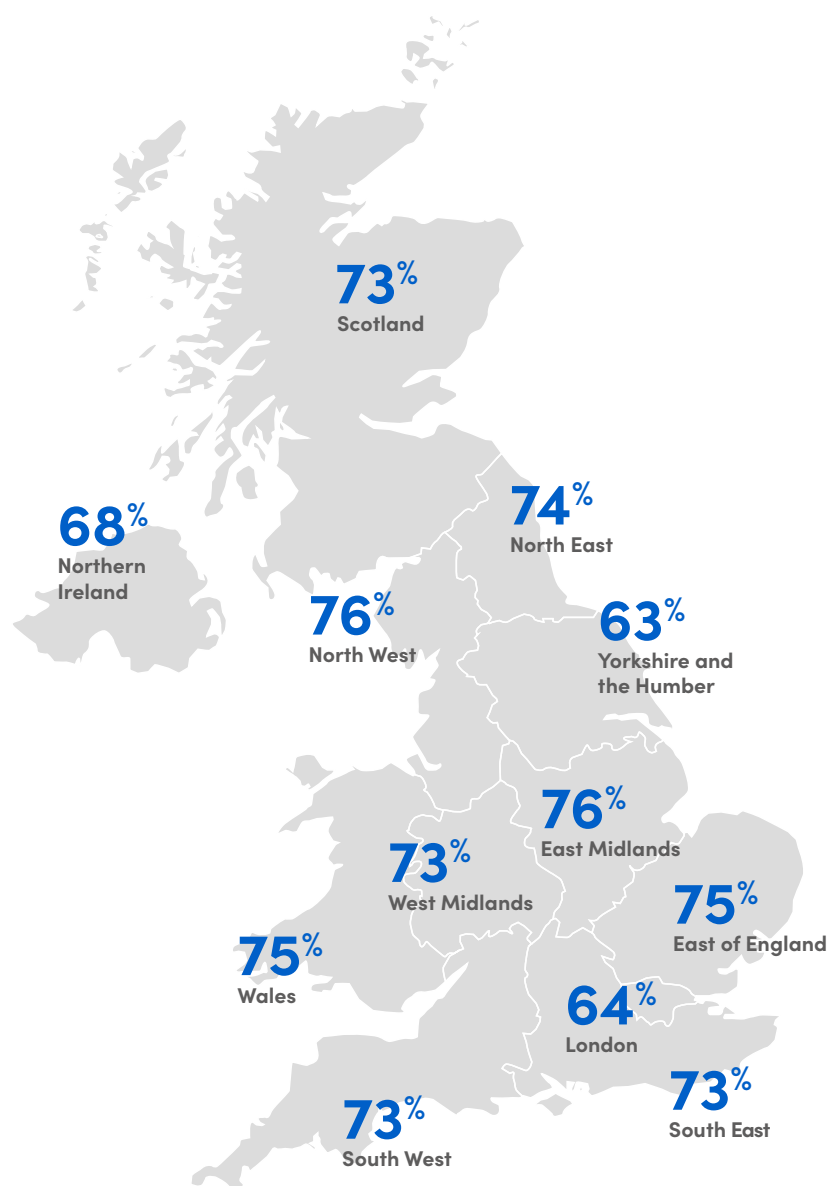 73%
Scotland
74%
North East
68%
Northern
Ireland
76%
North West
63%
Yorkshire and
the Humber
76%
East Midlands
73%
West Midlands
75%
East of England
75%
Wales
64%
London
73%
South East
73%
South West